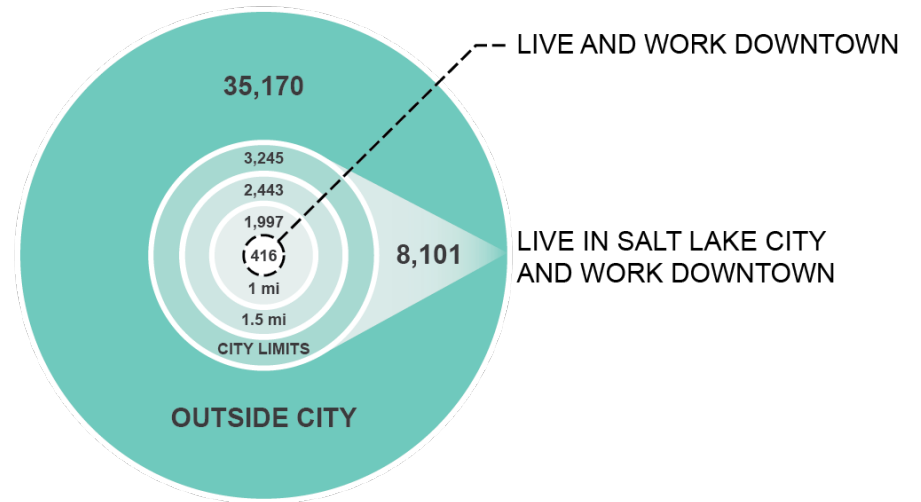 LIVE AND WORK DOWNTOWN
35,170
3,245
2,443
1,997
416
8,101
LIVE IN SALT LAKE CITY
AND WORK DOWNTOWN
1 mi
1.5 mi
CITY LIMITS
OUTSIDE CITY